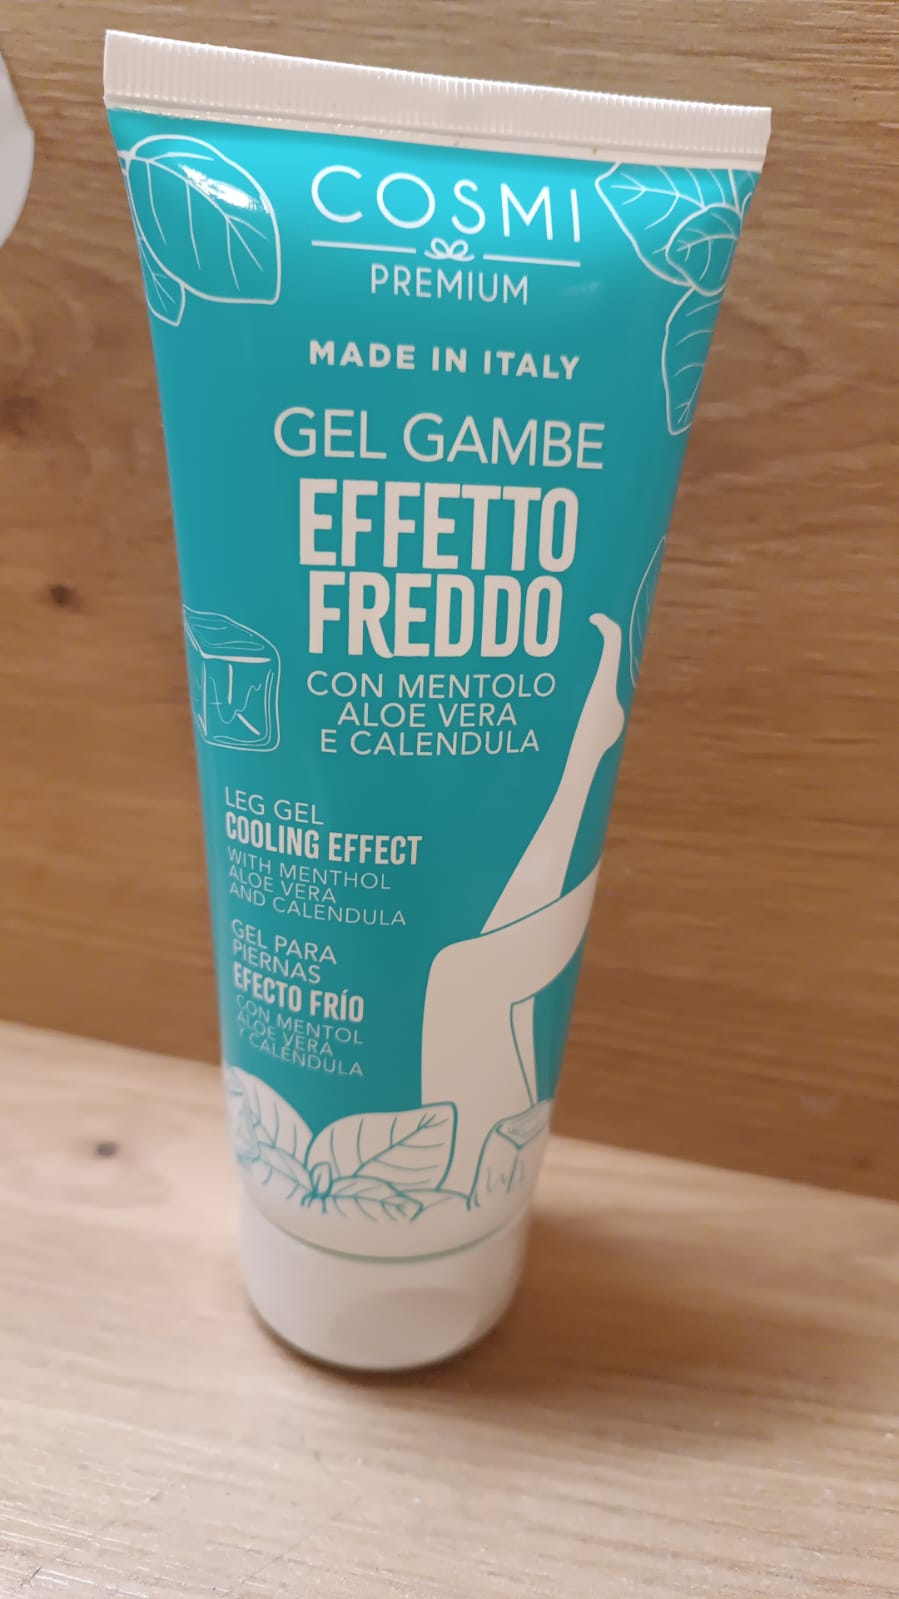 COSMI
PREMIUM
MADE IN ITALY
GEL GAMBE
EFFETTO
FREDDO
CON MENTOLO
ALOE VERA
E CALENDULA
LEG GEL
COOLING EFFECT
WITH MENTHOL
ALOE VERA
AND CALENDULA
GEL PARA
PIERNAS
EFECTO FRÍO
CON MENTOL
ALOE VERA
Y CALENDULA